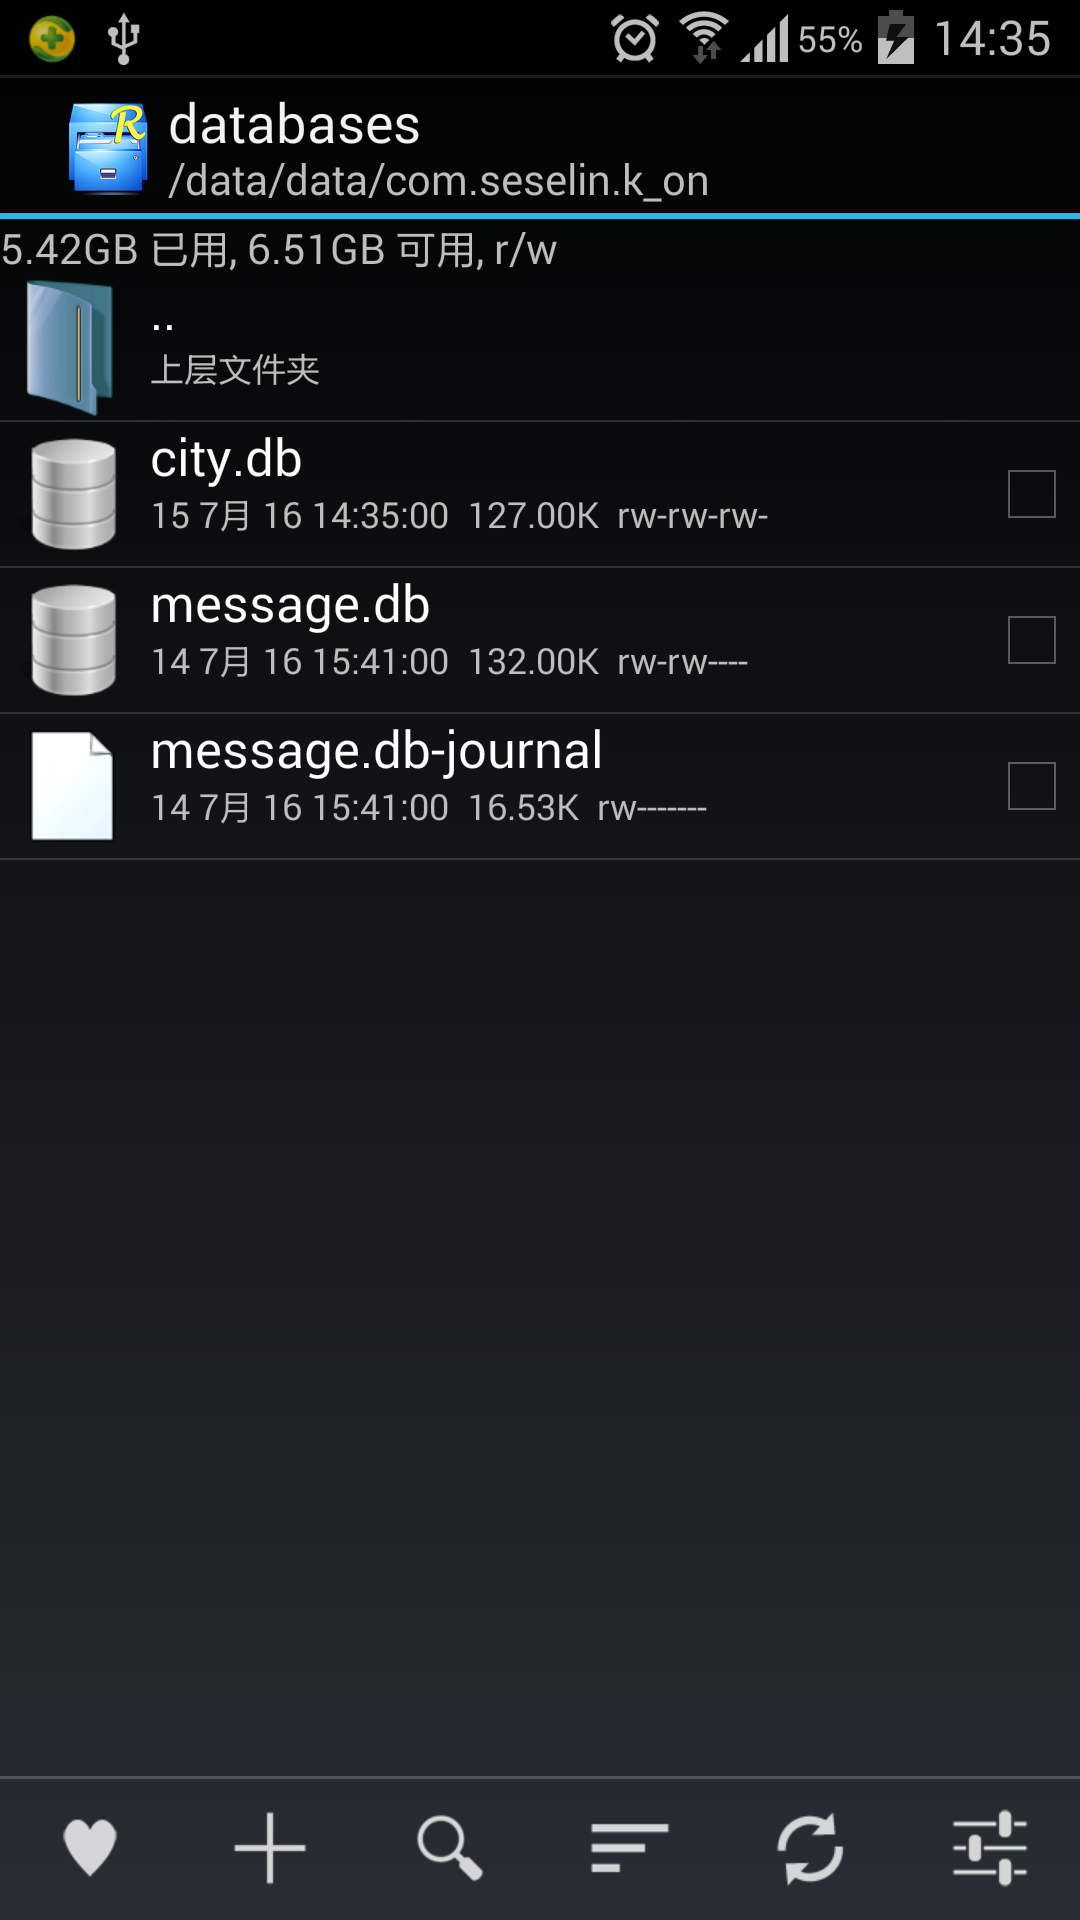 55% 14:35
databases
/data/data/com.seselin.k_on
5.42GB 已用, 6.51GB 可用, r/w
..
上层文件夹
city.db
15 7月 16 14:35:00 127.00K rw-rw-rw-
message.db
14 7月 16 15:41:00 132.00K rw-rw----
message.db-journal
14 7月 16 15:41:00 16.53K rw-------